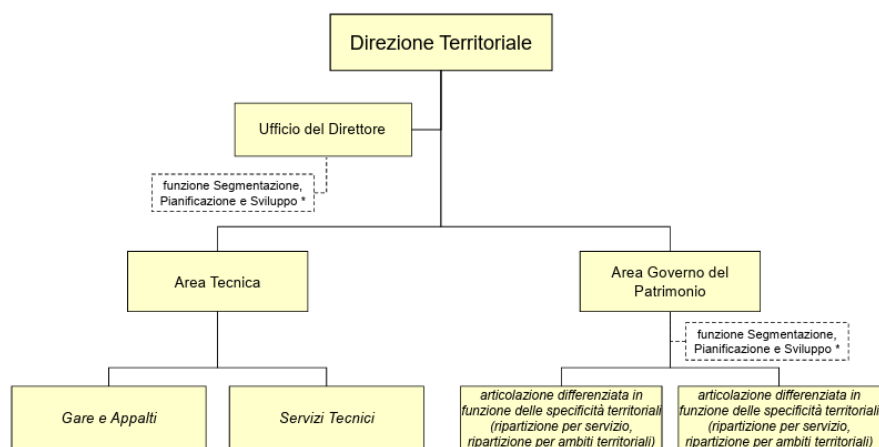 Direzione Territoriale
Ufficio del Direttore
funzione Segmentazione,
Pianificazione e Sviluppo *
Area Tecnica
Area Governo del
Patrimonio
funzione Segmentazione,
Pianificazione e Sviluppo *
Gare e Appalti
Servizi Tecnici
articolazione differenziata in
funzione delle specificità territoriali
(ripartizione per servizio,
ripartizione per ambiti territoriali)
articolazione differenziata in
funzione delle specificità territoriali
(ripartizione per servizio,
ripartizione per ambiti territoriali)